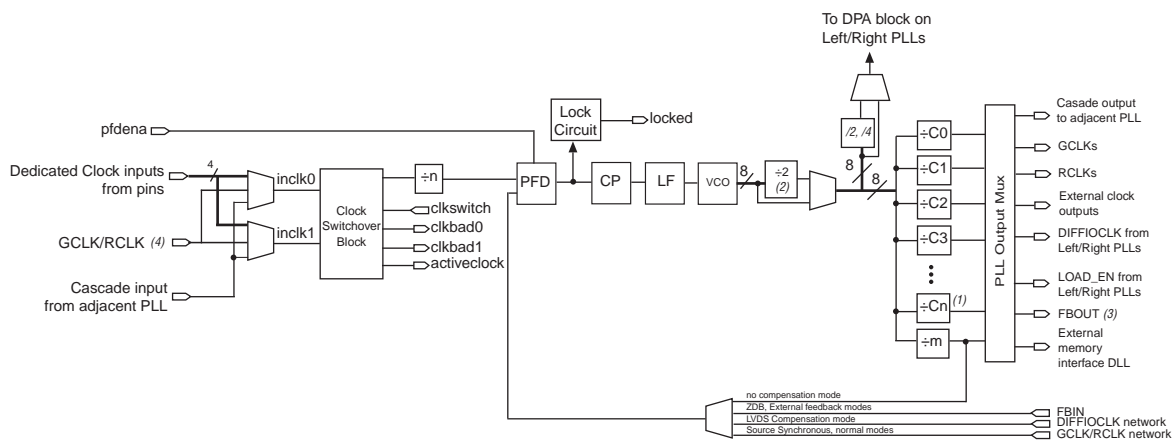 To DPA block on
Left/Right PLLs
Lock
Circuit
locked
pfdena
/2, /4
÷C0
Casade output
to adjacent PLL
Dedicated Clock inputs
from pins
4
inclk0
÷n
PFD
CP
LF
VCO
8
÷2
(2)
8
8
÷C1
GCLKs
RCLKs
clkswitch
Clock
Switchover
Block
clkbad0
clkbad1
activeclock
GCLK/RCLK (4)
inclk1
÷C2
External clock
outputs
÷C3
DIFFIOCLK from
Left/Right PLLs
PLL Output Mux
Cascade input
from adjacent PLL
LOAD_EN from
Left/Right PLLs
÷Cn (1)
FBOUT (3)
÷m
External
memory
interface DLL
no compensation mode
ZDB, External feedback modes
FBIN
LVDS Compensation mode
DIFFIOCLK network
Source Synchronous, normal modes
GCLK/RCLK network